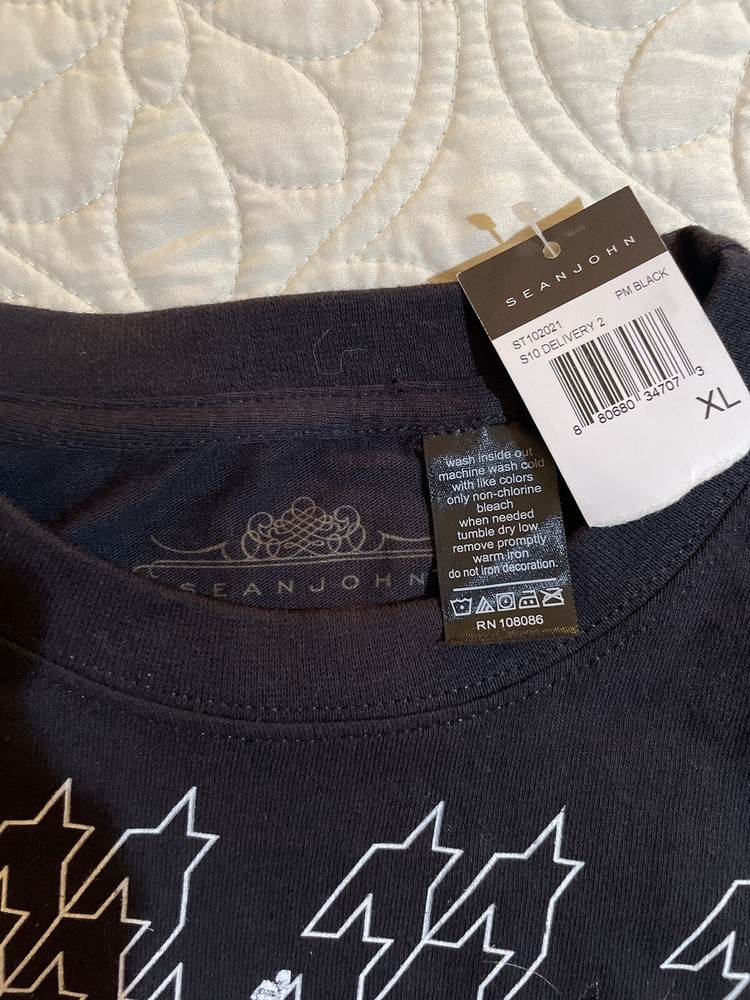 SEANJOHN
PM BLACK
ST102021
S10 DELIVERY 2
8 80680 34707 3
XL
wash inside out
machine wash cold
with like colors
only non-chlorine
bleach
when needed
tumble dry low
remove promptly
warm iron
do not iron decoration.
RN 108086
SEANJOHN